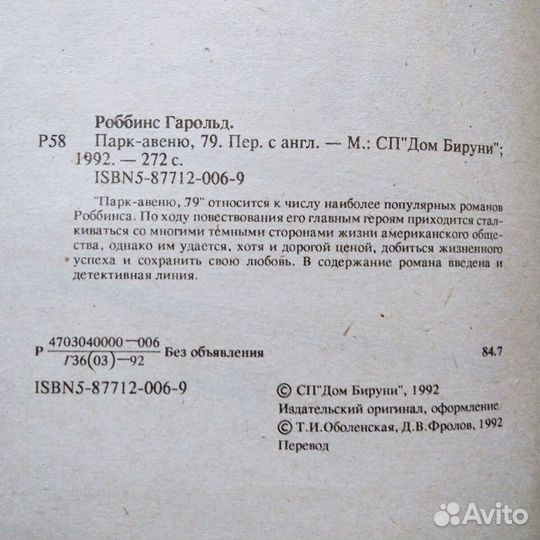 Роббинс Гарольд.
Р58 Парк-авеню, 79. Пер. с англ. — М.: СП"Дом Бируни";
1992. — 272 с.
ISBN5-87712-006-9
"Парк-авеню, 79" относится к числу наиболее популярных романов
Роббинса. По ходу повествования его главным героям приходится стал-
киваться со многими тёмными сторонами жизни американского обще-
ства, однако им удается, хотя и дорогой ценой, добиться жизненного
успеха и сохранить свою любовь. В содержание романа введена и
детективная линия.
4703040000—006
Р Без объявления 84.7
Г36(03)—92
ISBN5-87712-006-9
© СП"Дом Бируни", 1992
Издательский оригинал, оформление
© Т.И.Оболенская, Д.В.Фролов, 1992
Перевод
Avito